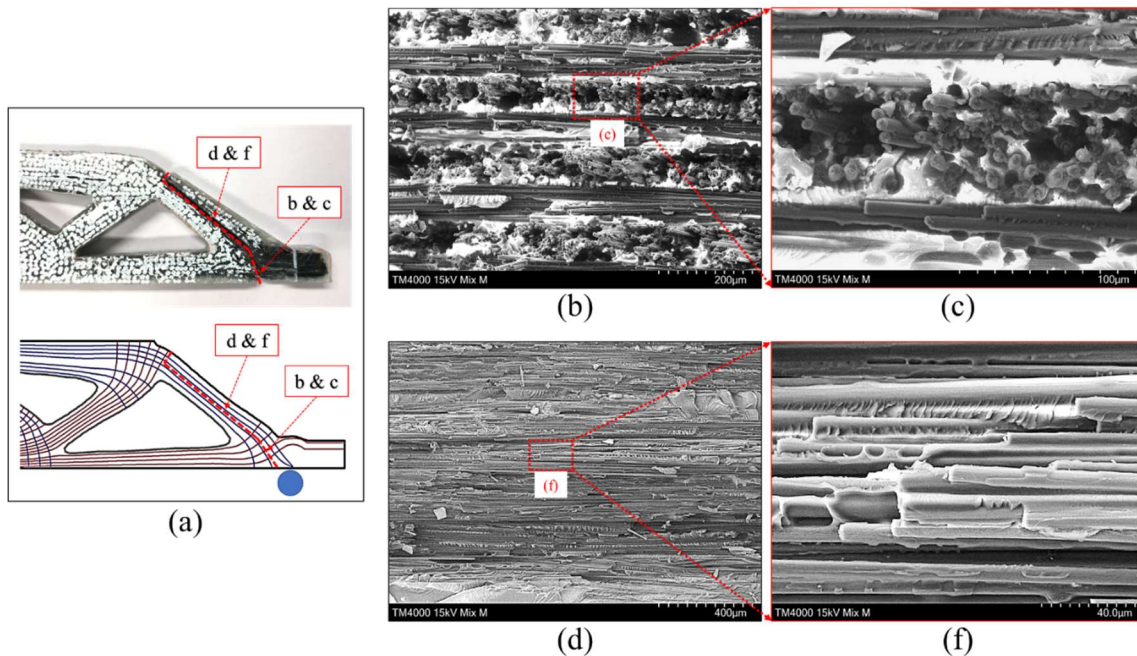 d & f
b & c
d & f
b & c
(a)
(c)
TM4000 15kV Mix M
200μm
(b)
TM4000 15kV Mix M
100μm
(c)
(f)
TM4000 15kV Mix M
400μm
(d)
TM4000 15kV Mix M
40.0μm
(f)